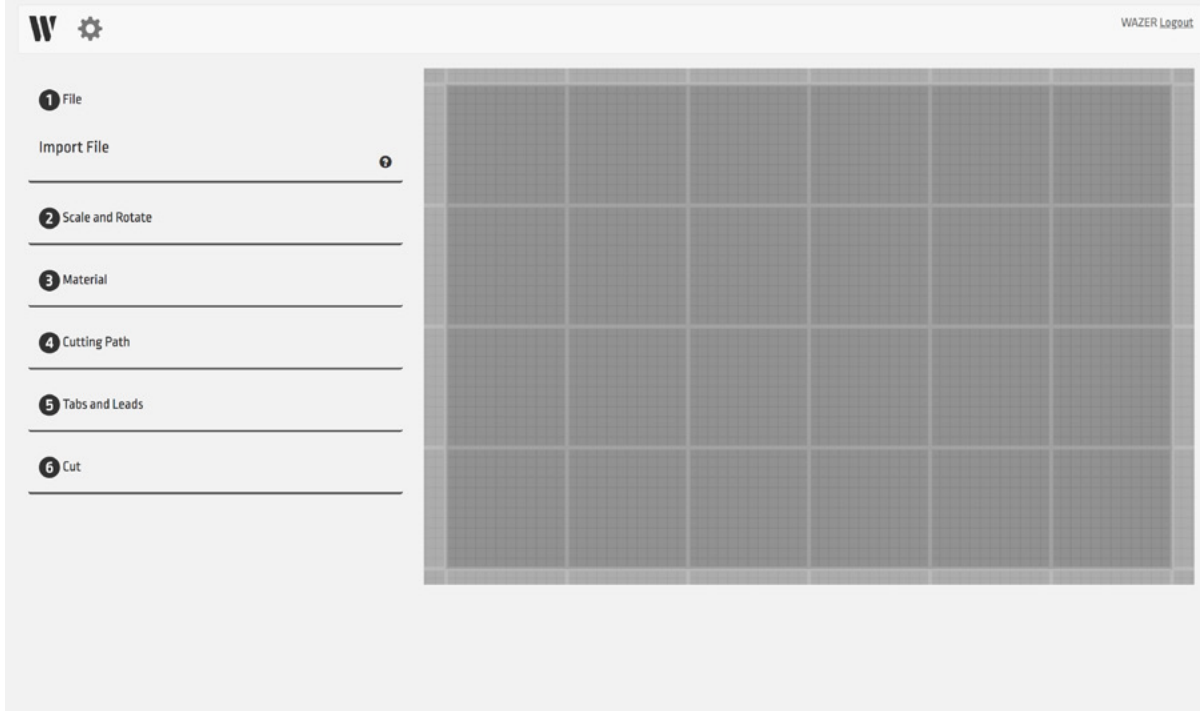 W
WAZER Logout
1 File
Import File
?
2 Scale and Rotate
3 Material
4 Cutting Path
5 Tabs and Leads
6 Cut